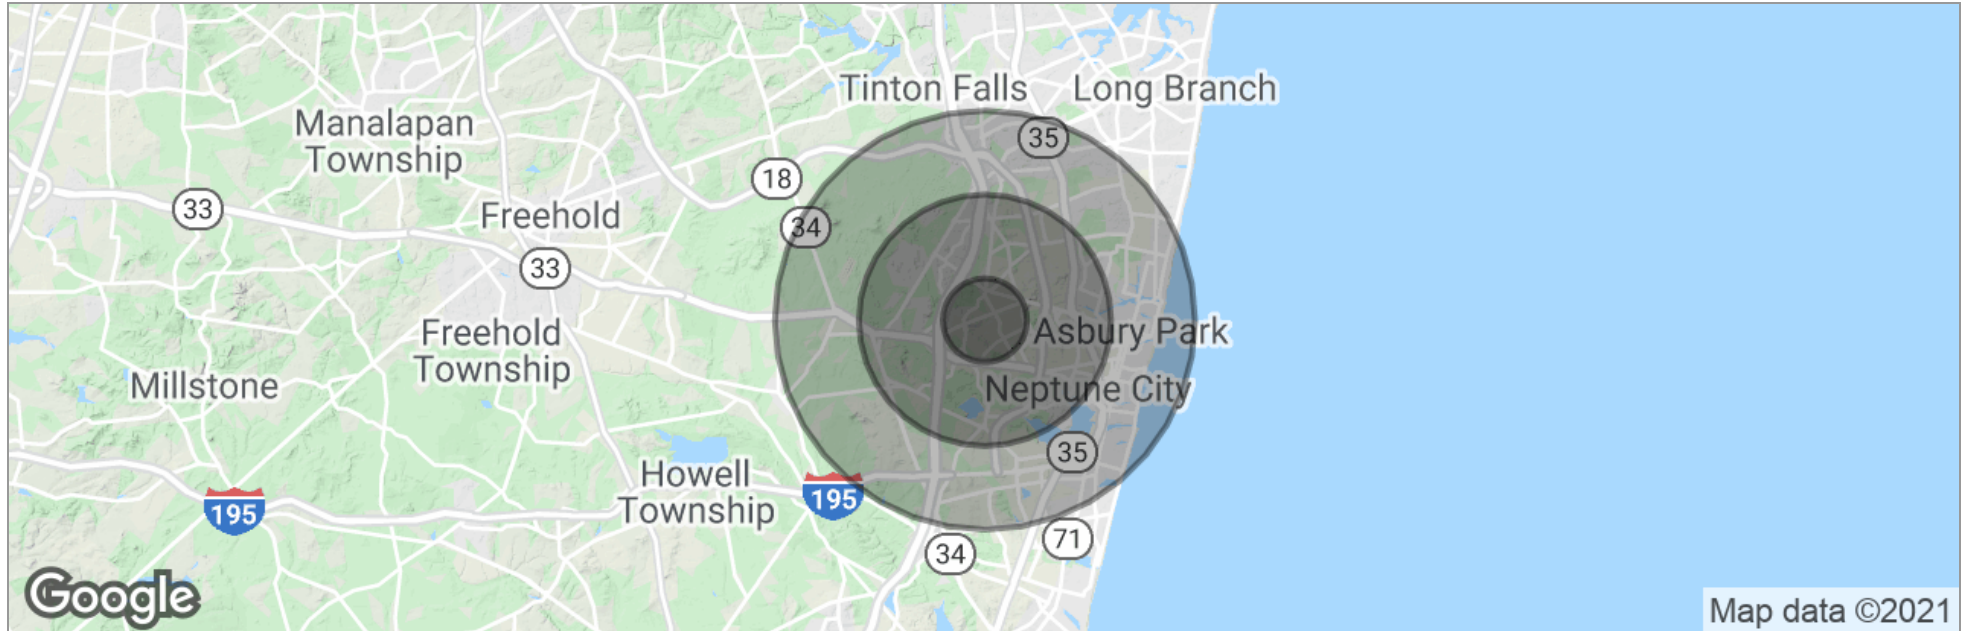 Tinton Falls
Long Branch
Manalapan
Township
35
18
33
Freehold
34
33
Freehold
Township
Asbury Park
Millstone
Neptune City
35
Howell
Township
195
195
34
71
Google
Map data ©2021